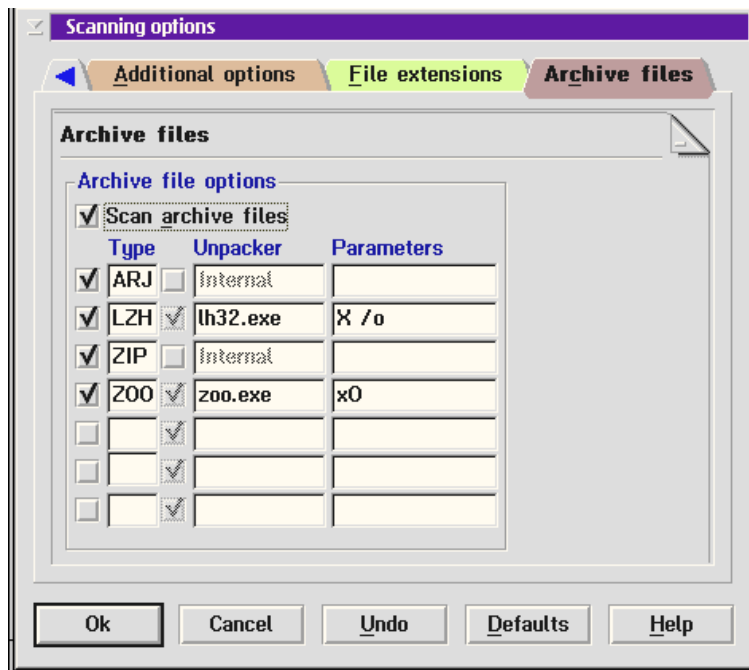 Scanning options
Additional options File extensions Archive files
Archive files
Archive file options
Scan archive files
Type Unpacker Parameters
ARJ Internal
LZH lh32.exe X /o
ZIP Internal
ZOO zoo.exe xO
Ok Cancel Undo Defaults Help